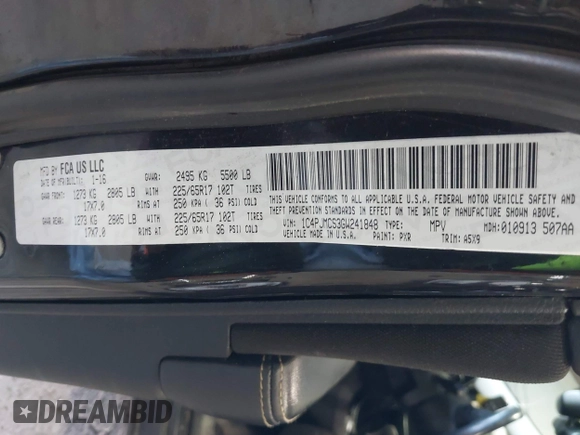 MFD BY FCA US LLC
DATE OF MFR(BUILT): 1-16 GVWR: 2495 KG 5500 LB
GAWR FRONT: 1273 KG 2805 LB WITH 225/65R17 102T TIRES
17X7.0 RIMS AT 250 KPA ( 36 PSI) COLD
GAWR REAR: 1273 KG 2805 LB WITH 225/65R17 102T TIRES
17X7.0 RIMS AT 250 KPA ( 36 PSI) COLD
THIS VEHICLE CONFORMS TO ALL APPLICABLE U.S.A. FEDERAL MOTOR VEHICLE SAFETY AND
THEFT PREVENTION STANDARDS IN EFFECT ON THE DATE OF MANUFACTURE SHOWN ABOVE.
VIN: 1C4PJMCS3GW241848 TYPE: MPV MDH: 010913 507AA
VEHICLE MADE IN U.S.A. PAINT: PXR TRIM: A5X9
DREAMBID